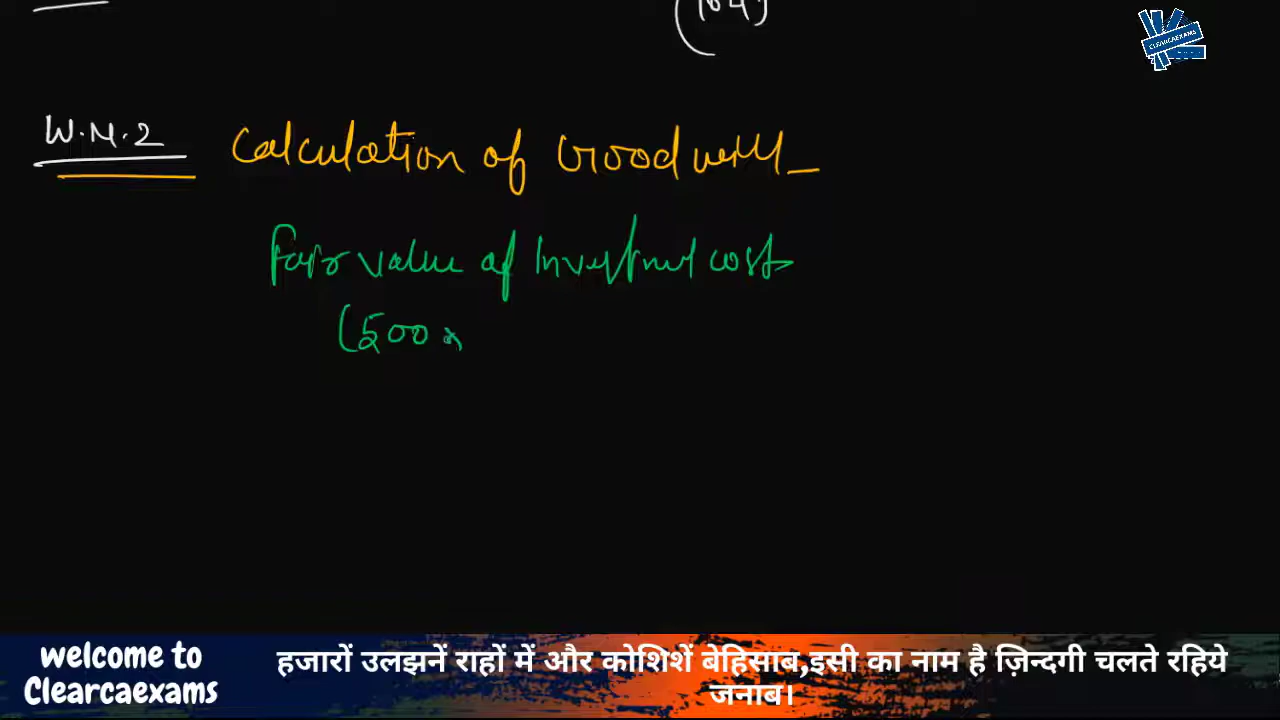 CLEARCAEXAMS
W.N.2 Calculation of Goodwill
Fair value of Investment cost
(500 x
welcome to
Clearcaexams
हजारों उलझनें राहों में और कोशिशें बेहिसाब,इसी का नाम है ज़िन्दगी चलते रहिये
जनाब।